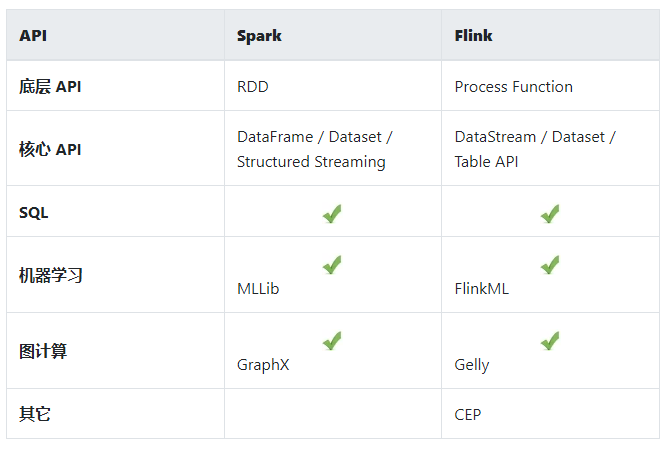 API Spark Flink
底层 API RDD Process Function
核心 API DataFrame / Dataset / Structured Streaming DataStream / Dataset / Table API
SQL
机器学习 MLLib FlinkML
图计算 GraphX Gelly
其它 CEP